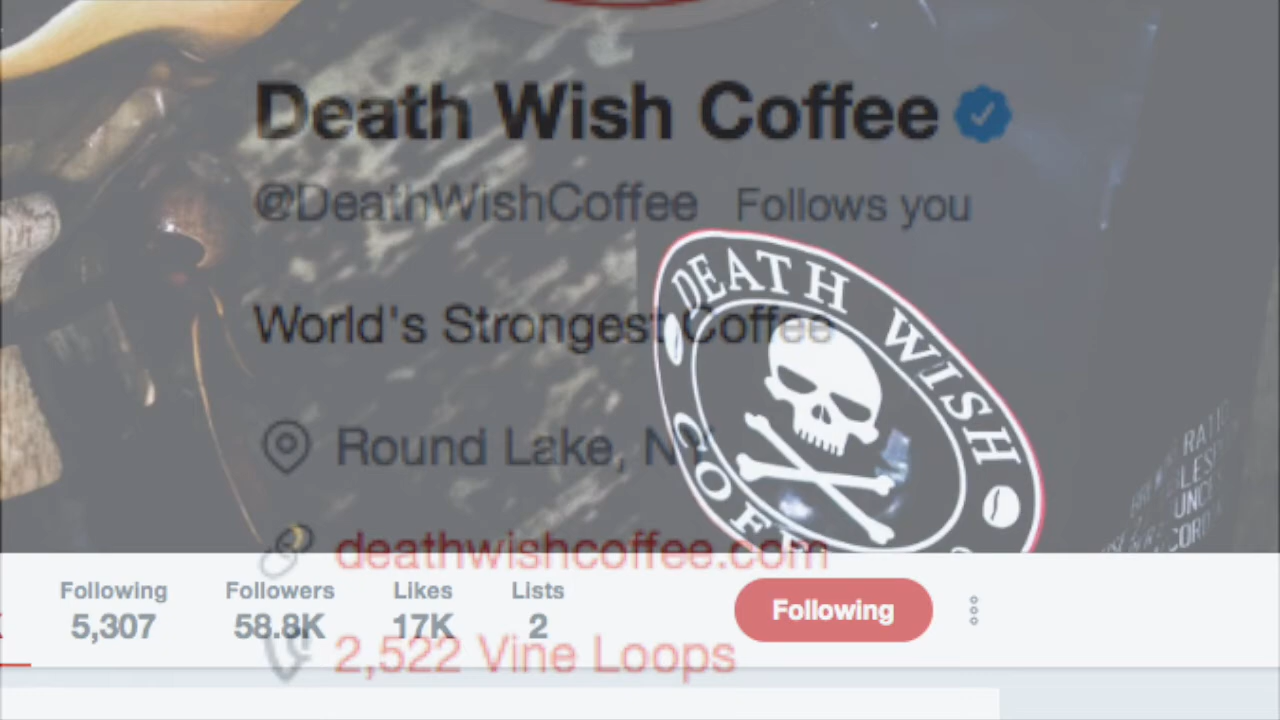 Death Wish Coffee
@DeathWishCoffee Follows you
World's Strongest Coffee
DEATH WISH
Round Lake, NY
deathwishcoffee.com
Following Followers Likes Lists
5,307 58.8K 17K 2
Following
2,522 Vine Loops